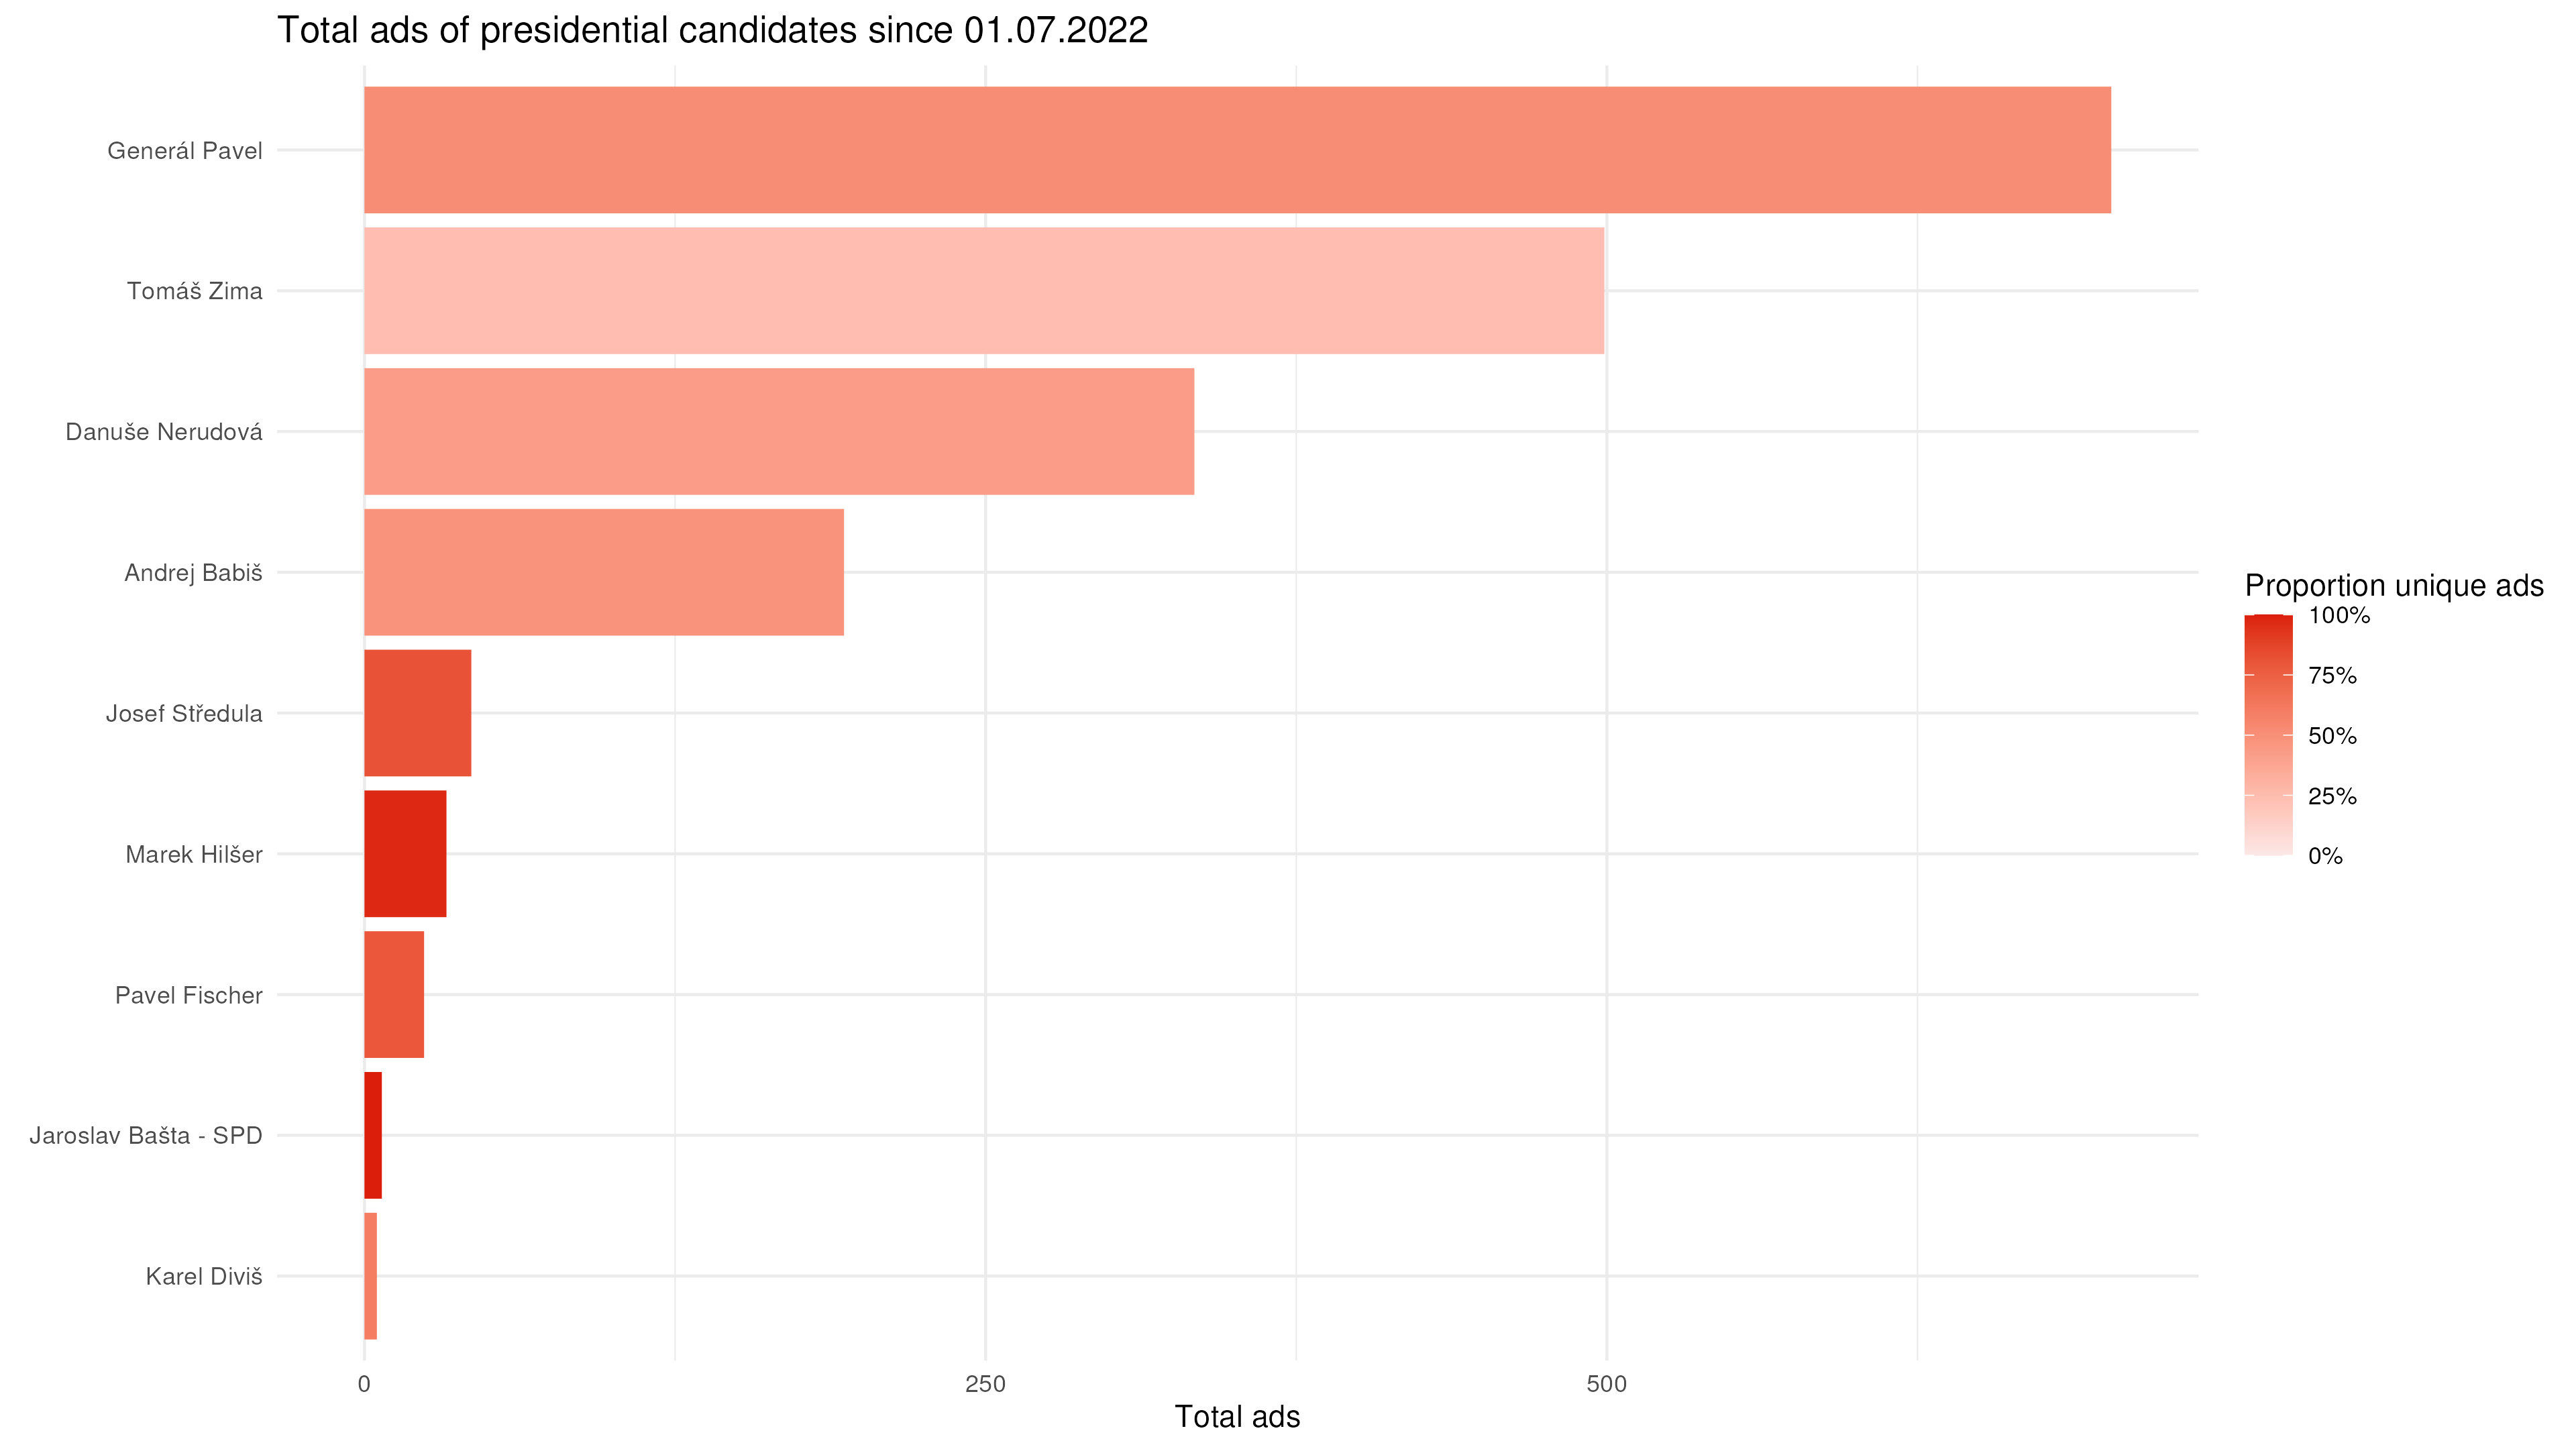 Total ads of presidential candidates since 01.07.2022
Generál Pavel
Tomáš Zima
Danuše Nerudová
Andrej Babiš
Josef Středula
Marek Hilšer
Pavel Fischer
Jaroslav Bašta - SPD
Karel Diviš
0
250
500
Total ads
Proportion unique ads
100%
75%
50%
25%
0%